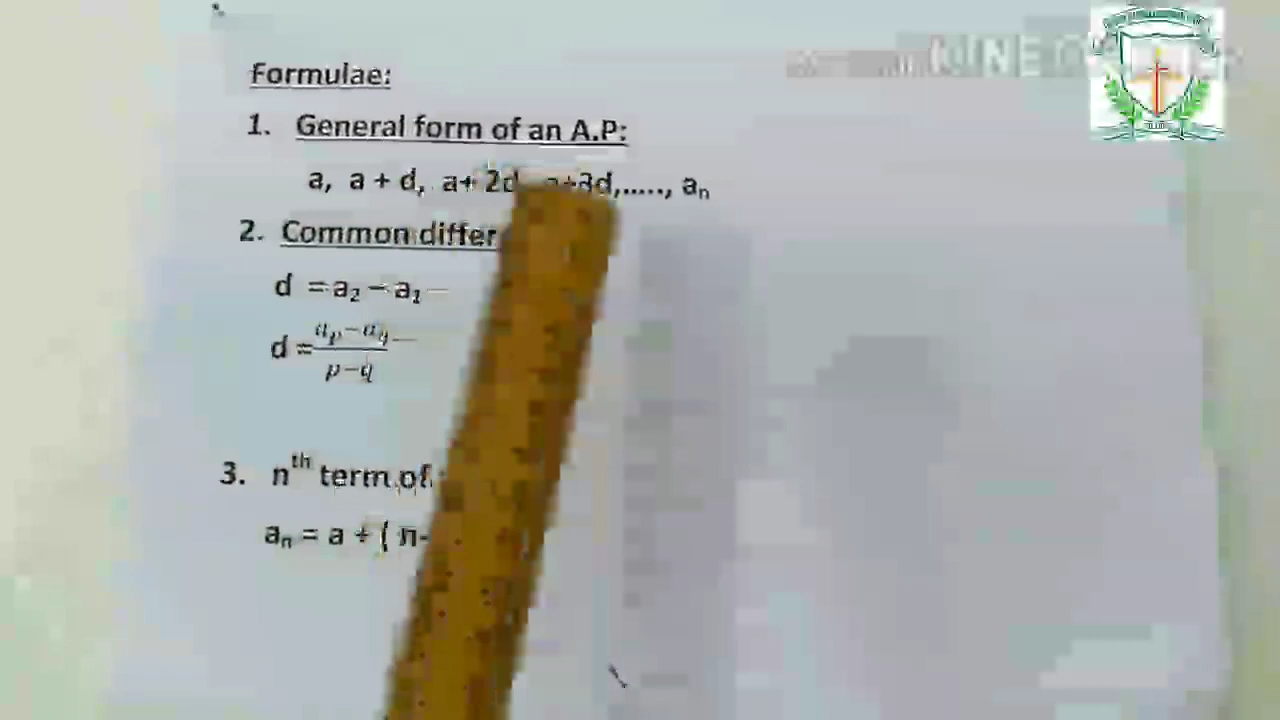 Formulae:
1. General form of an A.P:
a, a + d, a+ 2d, a+3d,....., aₙ
2. Common differ
d = a₂ − a₁
d = (aₚ − a_q)/(p − q)
3. nᵗʰ term of
aₙ = a + ( n-
INE